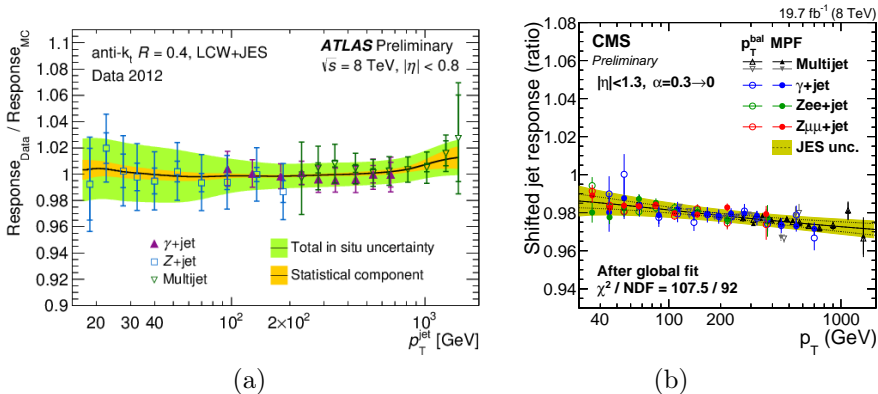 1.1
1.08
1.06
1.04
1.02
1
0.98
0.96
0.94
0.92
0.9
Response_Data / Response_MC
anti-k_t R = 0.4, LCW+JES
Data 2012
ATLAS Preliminary
√s = 8 TeV, |η| < 0.8
γ+jet
Z+jet
Multijet
Total in situ uncertainty
Statistical component
20 30 40 10² 2×10² 10³
p_T^jet [GeV]
(a)
19.7 fb⁻¹ (8 TeV)
1.08
1.06
1.04
1.02
1
0.98
0.96
0.94
Shifted jet response (ratio)
CMS
Preliminary
|η|<1.3, α=0.3→0
p_T^bal MPF
Multijet
γ+jet
Zee+jet
Zμμ+jet
JES unc.
After global fit
χ² / NDF = 107.5 / 92
40 100 200 1000
p_T (GeV)
(b)